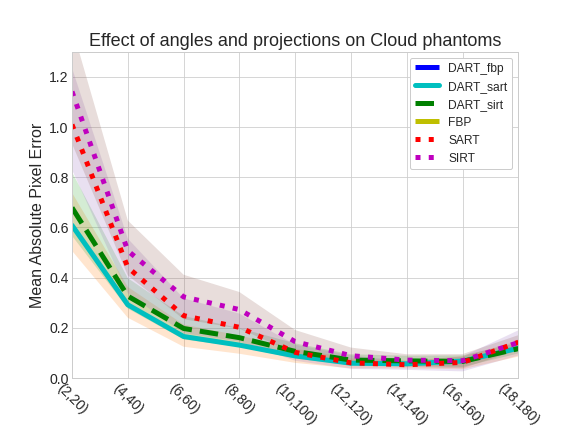 Effect of angles and projections on Cloud phantoms
Mean Absolute Pixel Error
1.2
1.0
0.8
0.6
0.4
0.2
0.0
DART_fbp
DART_sart
DART_sirt
FBP
SART
SIRT
(2,20)
(4,40)
(6,60)
(8,80)
(10,100)
(12,120)
(14,140)
(16,160)
(18,180)